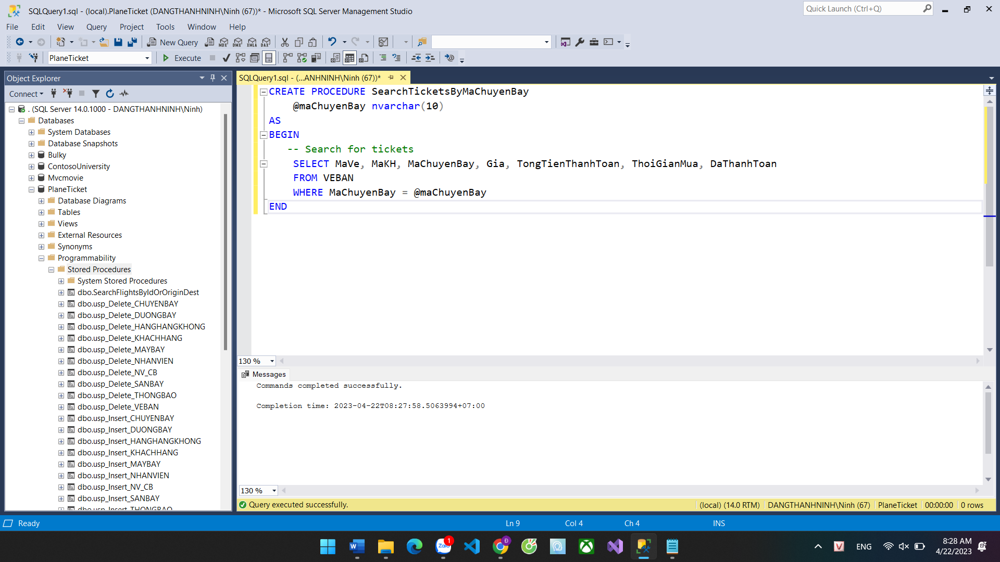 SQLQuery1.sql - (local).PlaneTicket (DANGTHANHNINH\Ninh (67))* - Microsoft SQL Server Management Studio
Quick Launch (Ctrl+Q)
File Edit View Query Project Tools Window Help
New Query MDX DMX XMLA DAX
PlaneTicket Execute
Object Explorer
Connect
. (SQL Server 14.0.1000 - DANGTHANHNINH\Ninh)
Databases
System Databases
Database Snapshots
Bulky
ContosoUniversity
Mvcmovie
PlaneTicket
Database Diagrams
Tables
Views
External Resources
Synonyms
Programmability
Stored Procedures
System Stored Procedures
dbo.SearchFlightsByIdOrOriginDest
dbo.usp_Delete_CHUYENBAY
dbo.usp_Delete_DUONGBAY
dbo.usp_Delete_HANGHANGKHONG
dbo.usp_Delete_KHACHHANG
dbo.usp_Delete_MAYBAY
dbo.usp_Delete_NHANVIEN
dbo.usp_Delete_NV_CB
dbo.usp_Delete_SANBAY
dbo.usp_Delete_THONGBAO
dbo.usp_Delete_VEBAN
dbo.usp_Insert_CHUYENBAY
dbo.usp_Insert_DUONGBAY
dbo.usp_Insert_HANGHANGKHONG
dbo.usp_Insert_KHACHHANG
dbo.usp_Insert_MAYBAY
dbo.usp_Insert_NHANVIEN
dbo.usp_Insert_NV_CB
dbo.usp_Insert_SANBAY
dbo.usp_Insert_THONGBAO
SQLQuery1.sql - (...ANHNINH\Ninh (67))*
CREATE PROCEDURE SearchTicketsByMaChuyenBay
@maChuyenBay nvarchar(10)
AS
BEGIN
-- Search for tickets
SELECT MaVe, MaKH, MaChuyenBay, Gia, TongTienThanhToan, ThoiGianMua, DaThanhToan
FROM VEBAN
WHERE MaChuyenBay = @maChuyenBay
END
130 %
Messages
Commands completed successfully.
Completion time: 2023-04-22T08:27:58.5063994+07:00
130 %
Query executed successfully.
(local) (14.0 RTM) DANGTHANHNINH\Ninh (67) PlaneTicket 00:00:00 0 rows
Ready Ln 9 Col 4 Ch 4 INS
Zalo 1 Đ
V ENG
8:28 AM
4/22/2023